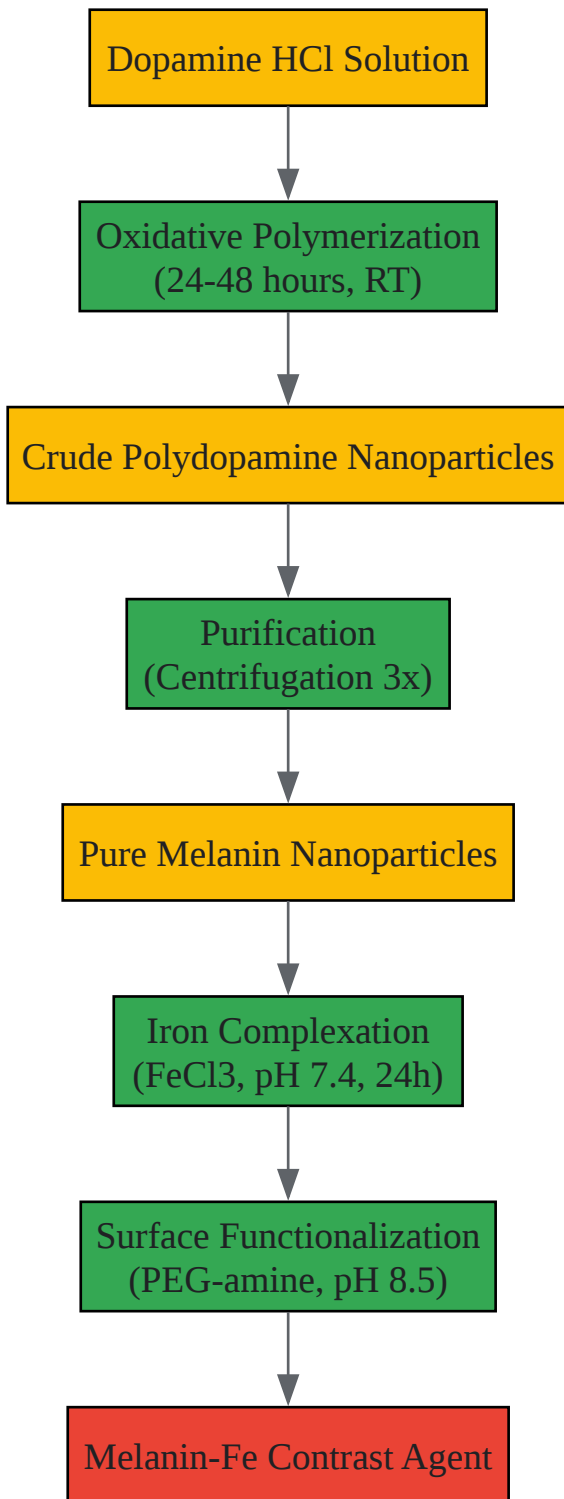 Dopamine HCl Solution
Oxidative Polymerization
(24-48 hours, RT)
Crude Polydopamine Nanoparticles
Purification
(Centrifugation 3x)
Pure Melanin Nanoparticles
Iron Complexation
(FeCl3, pH 7.4, 24h)
Surface Functionalization
(PEG-amine, pH 8.5)
Melanin-Fe Contrast Agent